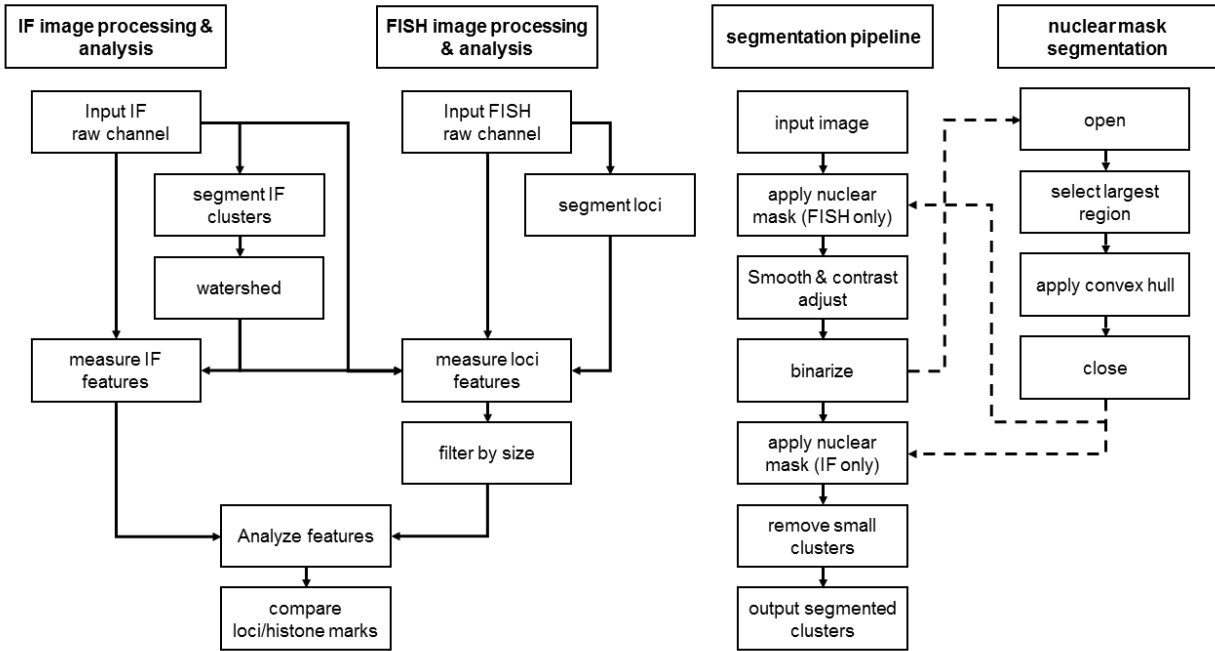 IF image processing &
analysis
FISH image processing
& analysis
segmentation pipeline
nuclear mask
segmentation
Input IF
raw channel
Input FISH
raw channel
segment IF
clusters
segment loci
watershed
measure IF
features
measure loci
features
filter by size
Analyze features
compare
loci/histone marks
input image
apply nuclear
mask (FISH only)
Smooth & contrast
adjust
binarize
apply nuclear
mask (IF only)
remove small
clusters
output segmented
clusters
open
select largest
region
apply convex hull
close